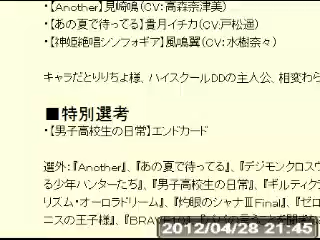 ・【Another】見崎鳴(CV:高森奈津美)
・【あの夏で待ってる】貴月イチカ(CV:戸松遥)
・【神姫絶唱シンフォギア】風鳴翼(CV:水樹奈々)
キャラだとりりちょ様、ハイスクールDDの主人公、相変わら
■特別選考
・【男子高校生の日常】エンドカード
選外:『Another』、『あの夏で待ってる』、『デジモンクロスウ
る少年ハンターたち』、『男子高校生の日常』、『ギルティク
リズム・オーロラドリーム』、『灼眼のシャナⅢFinal』、『ゼロ
ニスの王子様』、『BRA
2012/04/28 21:45